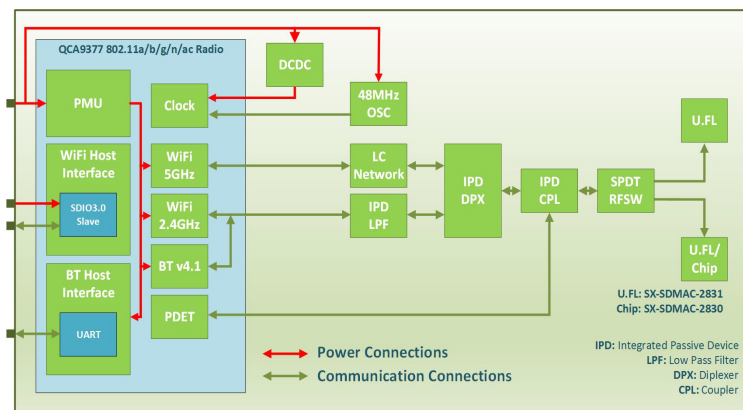 QCA9377 802.11a/b/g/n/ac Radio
PMU
Clock
DCDC
48MHz
OSC
WiFi Host
Interface
SDIO3.0
Slave
WiFi
5GHz
WiFi
2.4GHz
BT v4.1
PDET
BT Host
Interface
UART
LC
Network
IPD
LPF
IPD
DPX
IPD
CPL
SPDT
RFSW
U.FL
U.FL/
Chip
U.FL: SX-SDMAC-2831
Chip: SX-SDMAC-2830
Power Connections
Communication Connections
IPD: Integrated Passive Device
LPF: Low Pass Filter
DPX: Diplexer
CPL: Coupler